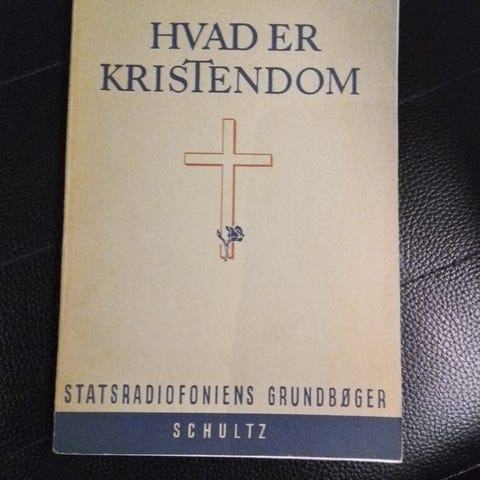 HVAD ER
KRISTENDOM
STATSRADIOFONIENS GRUNDBØGER
SCHULTZ